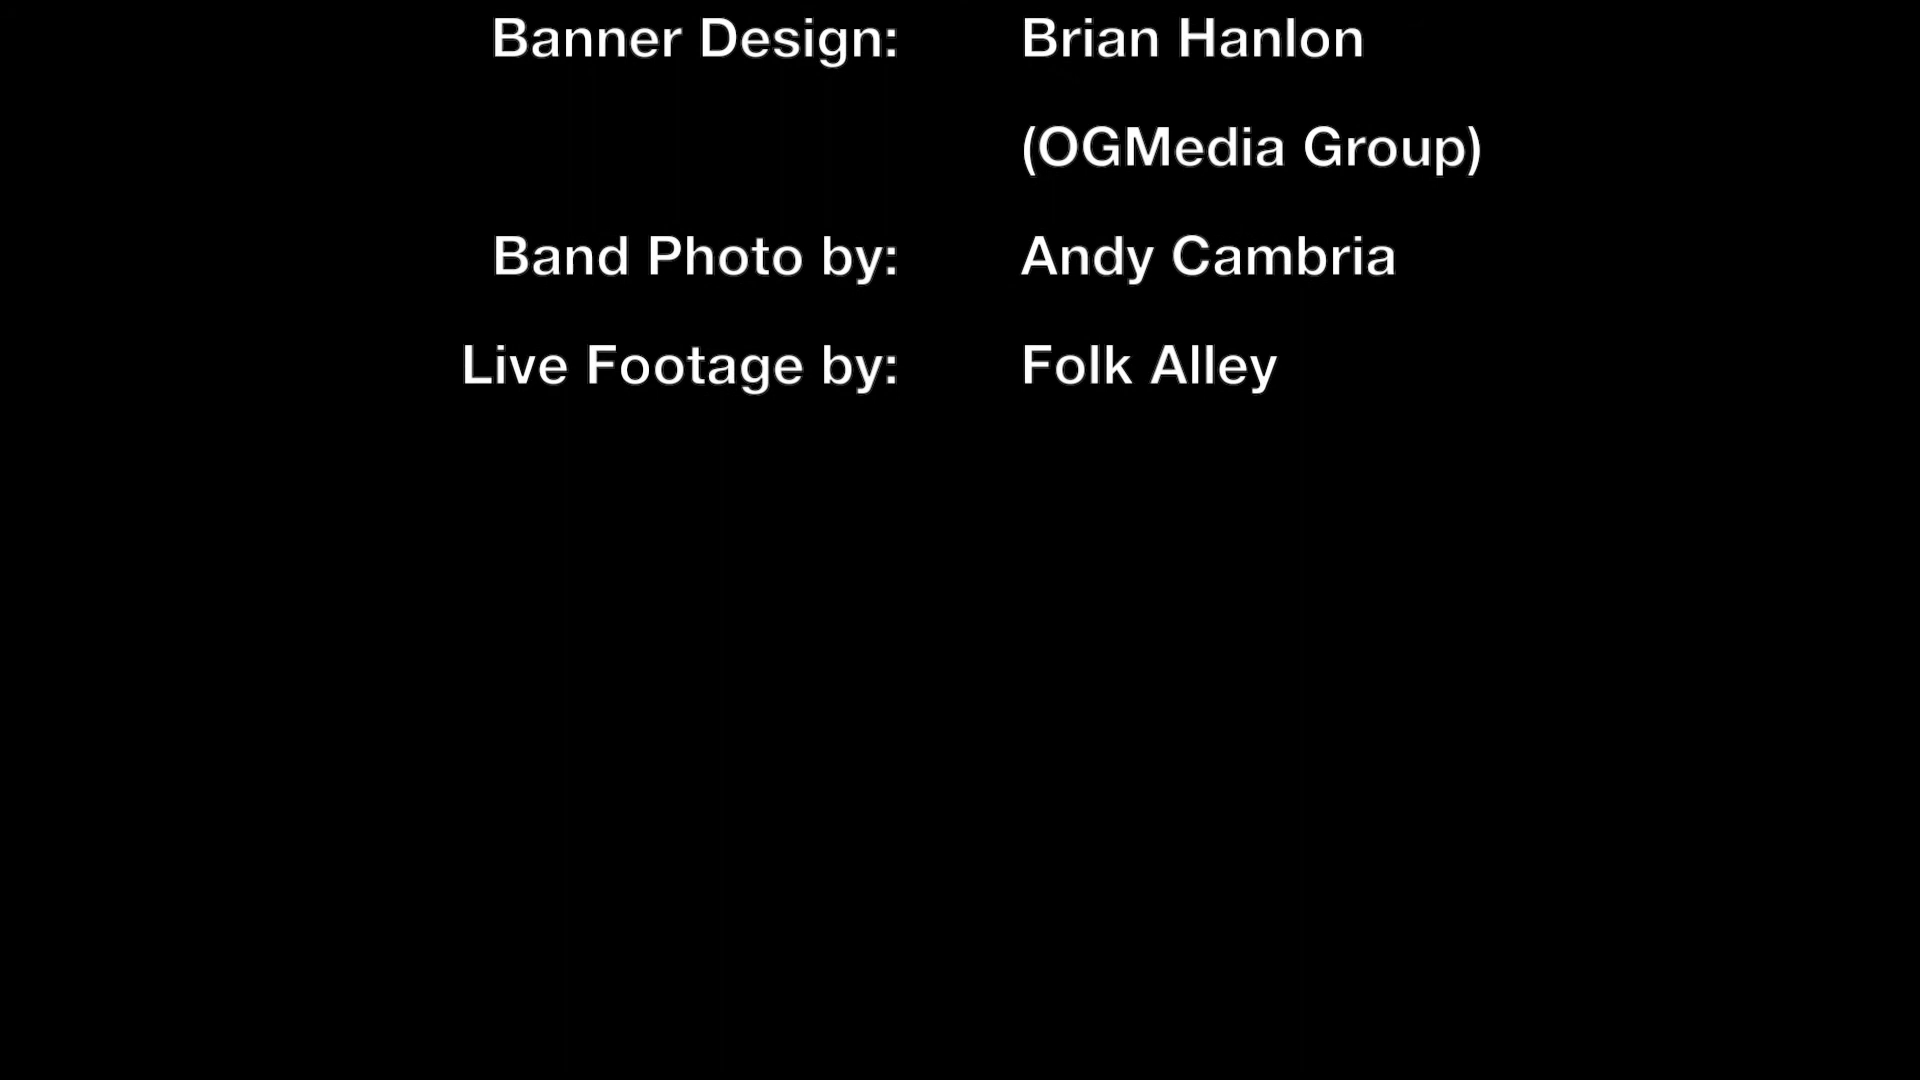 Banner Design: Brian Hanlon
(OGMedia Group)
Band Photo by: Andy Cambria
Live Footage by: Folk Alley